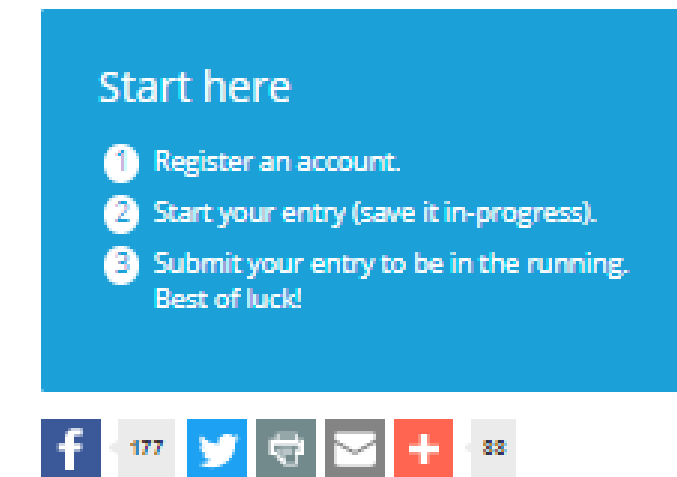 Start here
1 Register an account.
2 Start your entry (save it in-progress).
3 Submit your entry to be in the running.
Best of luck!
177 88